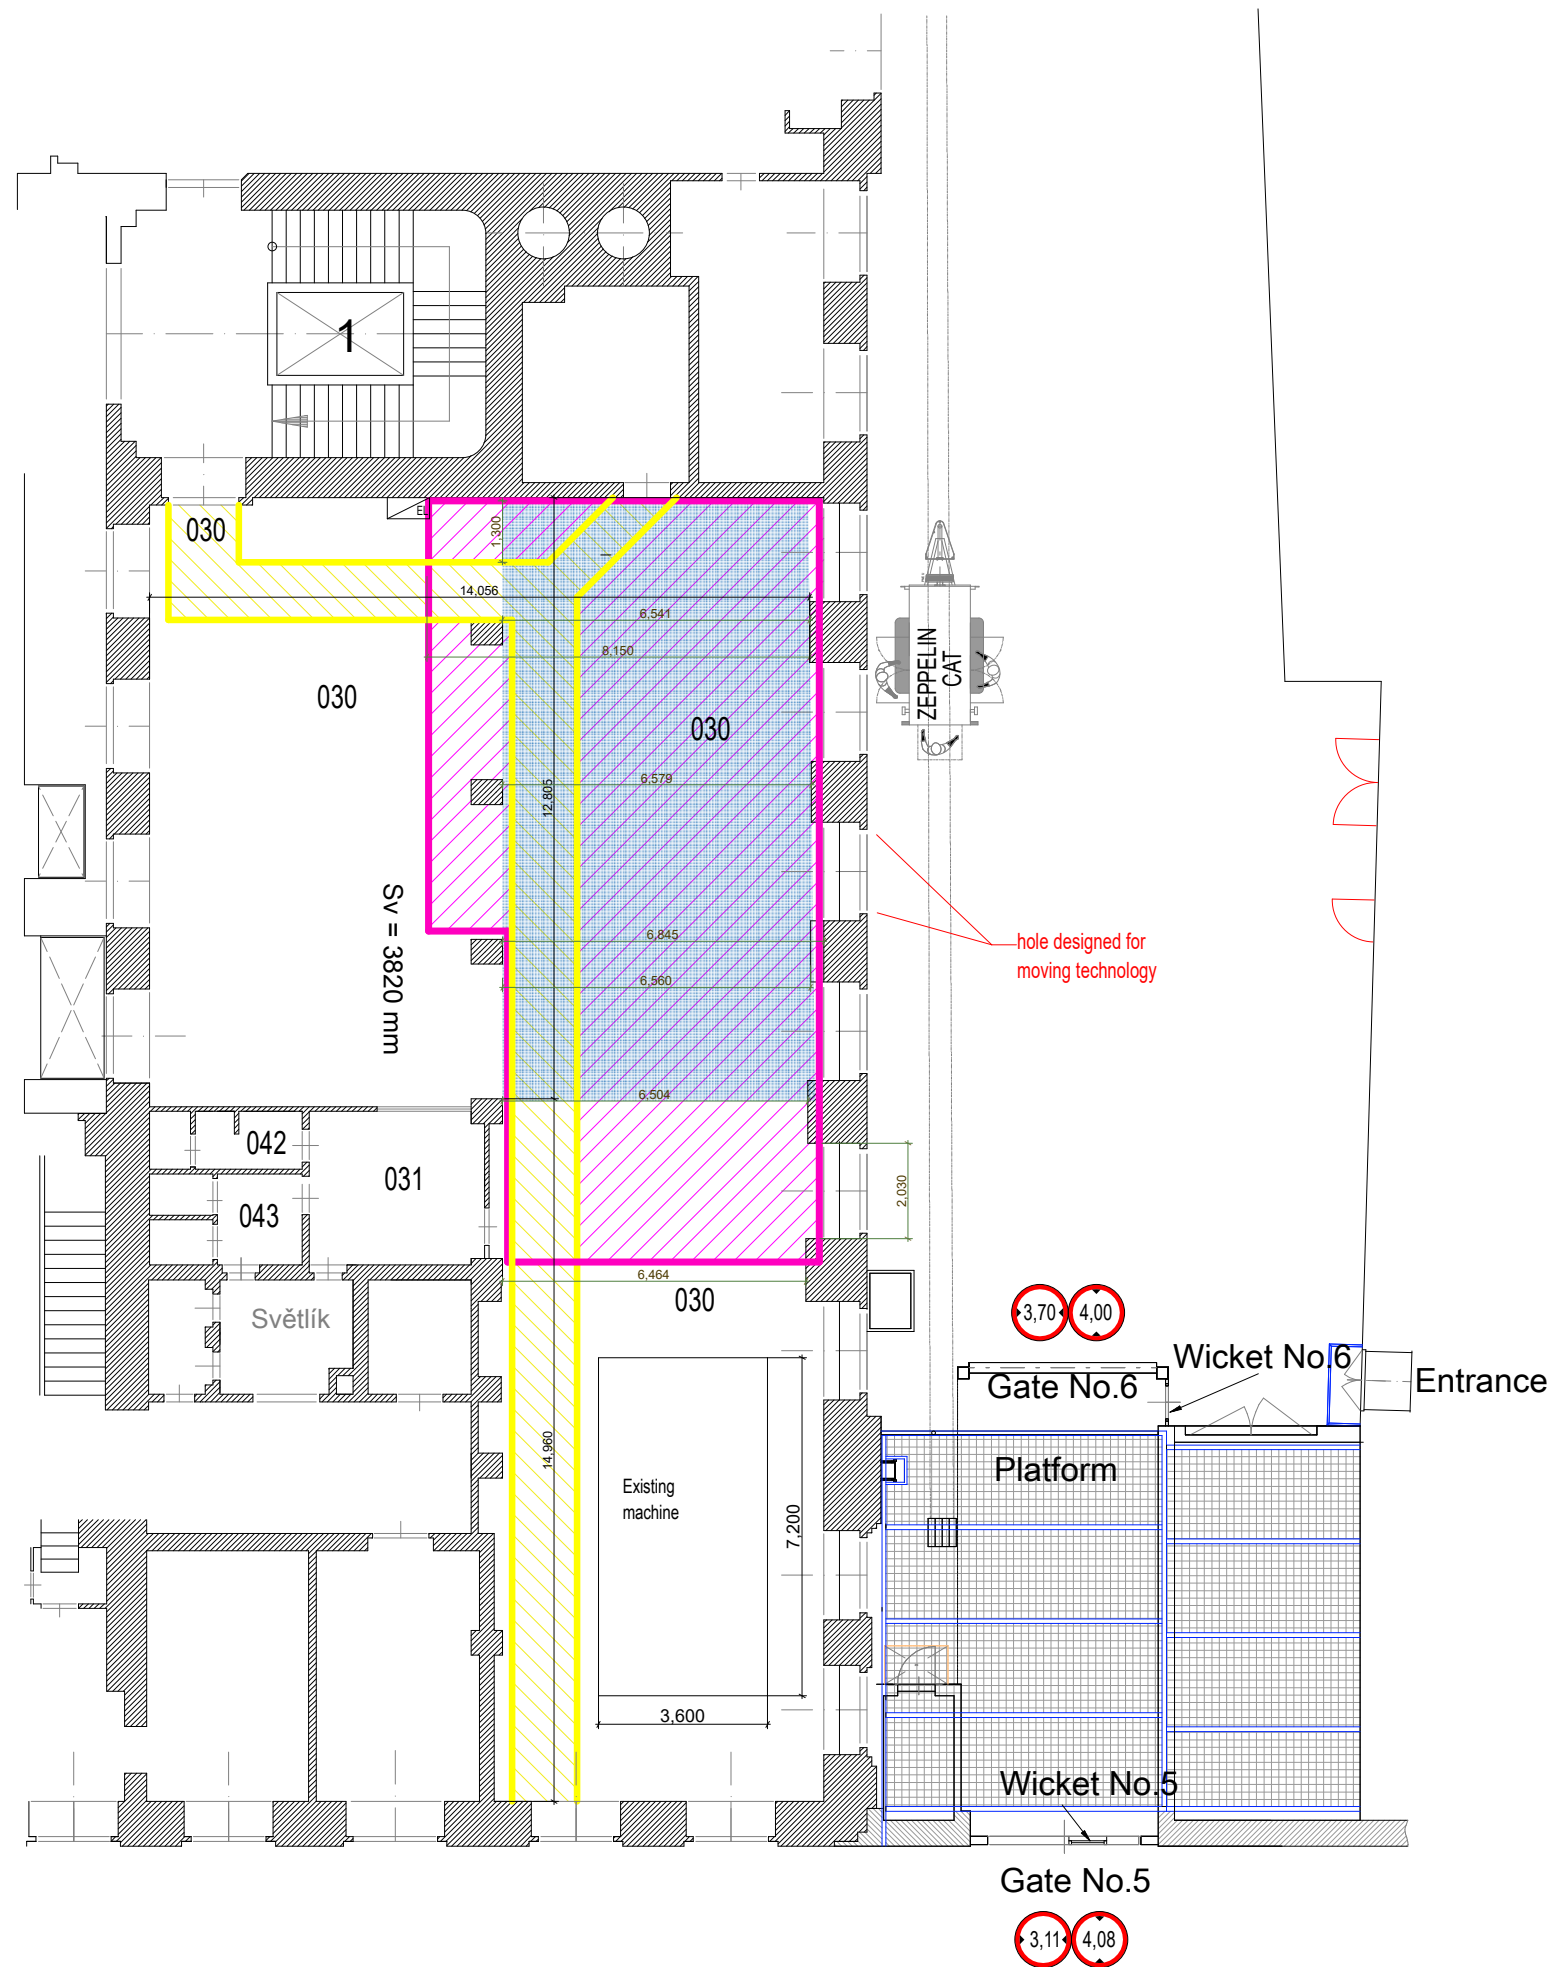 1
EL
030
1,300
14,056
6,541
8,150
030
030
ZEPPELIN
CAT
6,579
12,805
Sv = 3820 mm
6,845
hole designed for
moving technology
6,560
6,504
042
031
043
2,030
6,464
030
Světlík
3,70
4,00
Wicket No.6
Gate No.6
Entrance
14,960
Existing
machine
7,200
Platform
3,600
Wicket No.5
Gate No.5
3,11
4,08